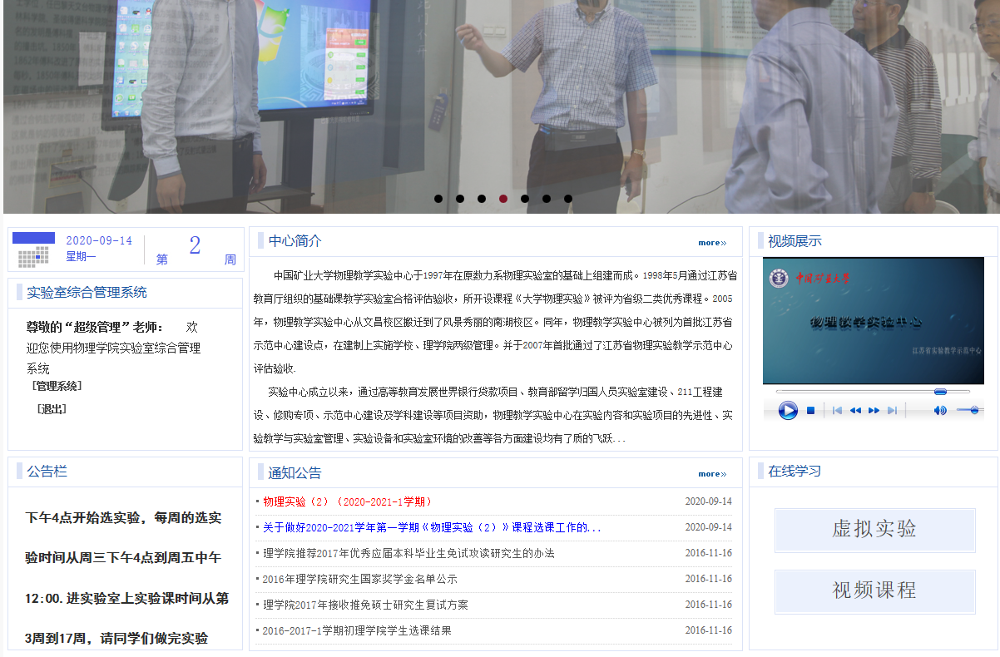 2020-09-14
星期一
第 2 周
实验室综合管理系统
尊敬的“超级管理”老师： 欢
迎您使用物理学院实验室综合管理
系统
[管理系统]
[退出]
中心简介
more»
中国矿业大学物理教学实验中心于1997年在原数力系物理实验室的基础上组建而成。1998年5月通过江苏省
教育厅组织的基础课教学实验室合格评估验收，所开设课程《大学物理实验》被评为省级二类优秀课程。2005
年，物理教学实验中心从文昌校区搬迁到了风景秀丽的南湖校区。同年，物理教学实验中心被列为首批江苏省
示范中心建设点，在建制上实施学校、理学院两级管理。并于2007年首批通过了江苏省物理实验教学示范中心
评估验收.
实验中心成立以来，通过高等教育发展世界银行贷款项目、教育部留学归国人员实验室建设、211工程建
设、修购专项、示范中心建设及学科建设等项目资助，物理教学实验中心在实验内容和实验项目的先进性、实
验教学与实验室管理、实验设备和实验室环境的改善等各方面建设均有了质的飞跃...
视频展示
中国矿业大学
物理教学实验中心
江苏省实验教学示范中心
公告栏
下午4点开始选实验，每周的选实
验时间从周三下午4点到周五中午
12:00.进实验室上实验课时间从第
3周到17周，请同学们做完实验
通知公告
more»
物理实验（2）（2020-2021-1学期） 2020-09-14
关于做好2020-2021学年第一学期《物理实验（2）》课程选课工作的... 2020-09-14
理学院推荐2017年优秀应届本科毕业生免试攻读研究生的办法 2016-11-16
2016年理学院研究生国家奖学金名单公示 2016-11-16
理学院2017年接收推免硕士研究生复试方案 2016-11-16
2016-2017-1学期初理学院学生选课结果 2016-11-16
在线学习
虚拟实验
视频课程